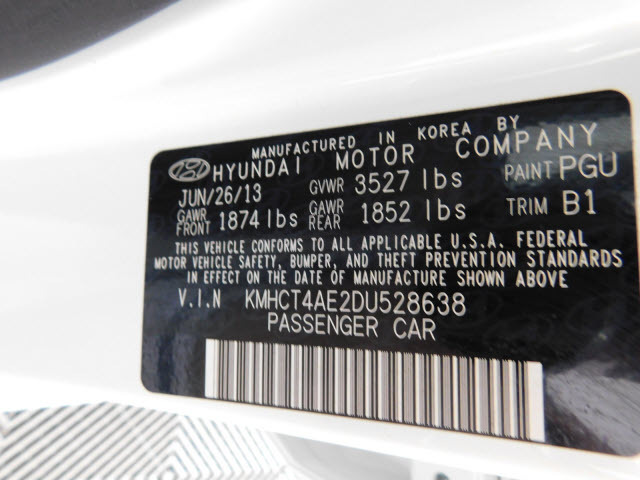 MANUFACTURED IN KOREA BY
HYUNDAI MOTOR COMPANY
JUN/26/13 GVWR 3527 lbs PAINT PGU
GAWR FRONT 1874 lbs GAWR REAR 1852 lbs TRIM B1
THIS VEHICLE CONFORMS TO ALL APPLICABLE U.S.A. FEDERAL
MOTOR VEHICLE SAFETY, BUMPER, AND THEFT PREVENTION STANDARDS
IN EFFECT ON THE DATE OF MANUFACTURE SHOWN ABOVE
V.I.N KMHCT4AE2DU528638
PASSENGER CAR